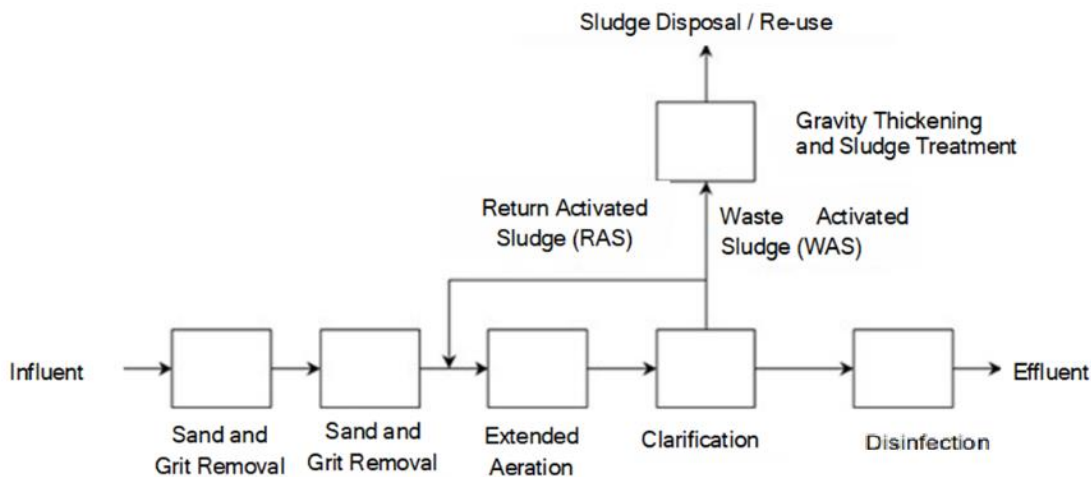 Sludge Disposal / Re-use
Gravity Thickening
and Sludge Treatment
Return Activated
Sludge (RAS)
Waste Activated
Sludge (WAS)
Influent
Effluent
Sand and
Grit Removal
Sand and
Grit Removal
Extended
Aeration
Clarification
Disinfection